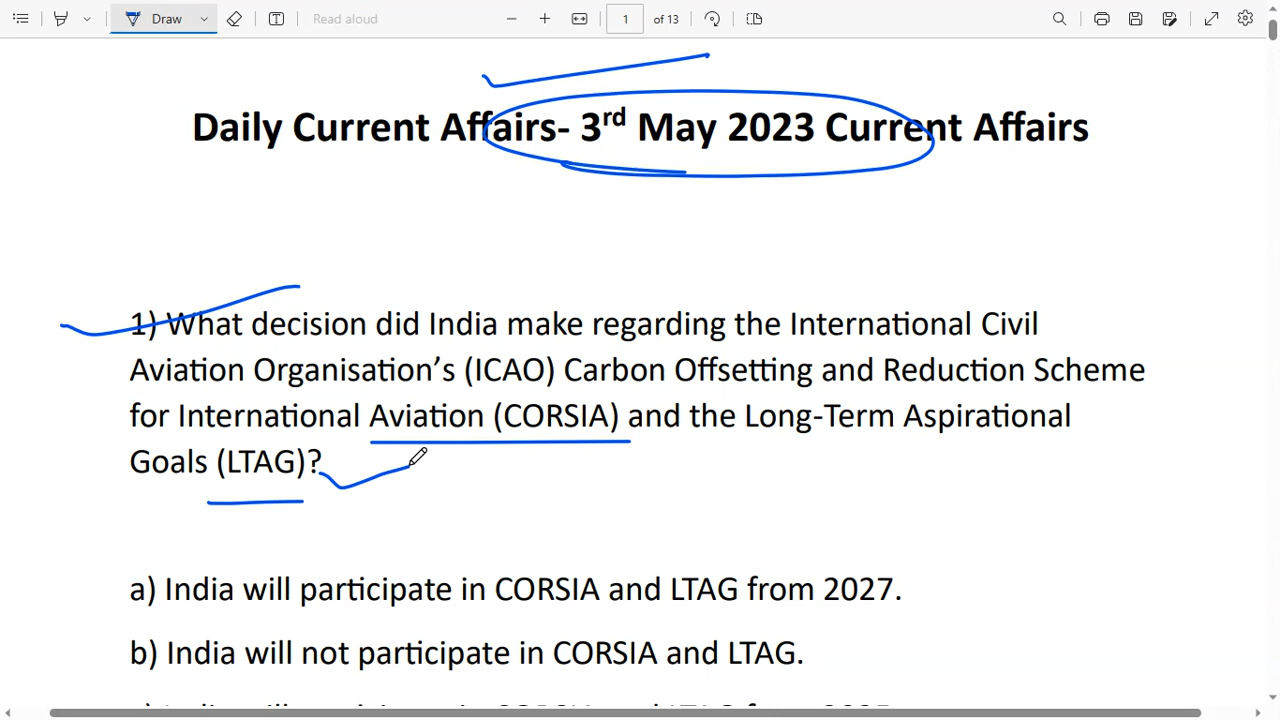 Draw
Read aloud
1 of 13
Daily Current Affairs- 3rd May 2023 Current Affairs
1) What decision did India make regarding the International Civil
Aviation Organisation’s (ICAO) Carbon Offsetting and Reduction Scheme
for International Aviation (CORSIA) and the Long-Term Aspirational
Goals (LTAG)?
a) India will participate in CORSIA and LTAG from 2027.
b) India will not participate in CORSIA and LTAG.